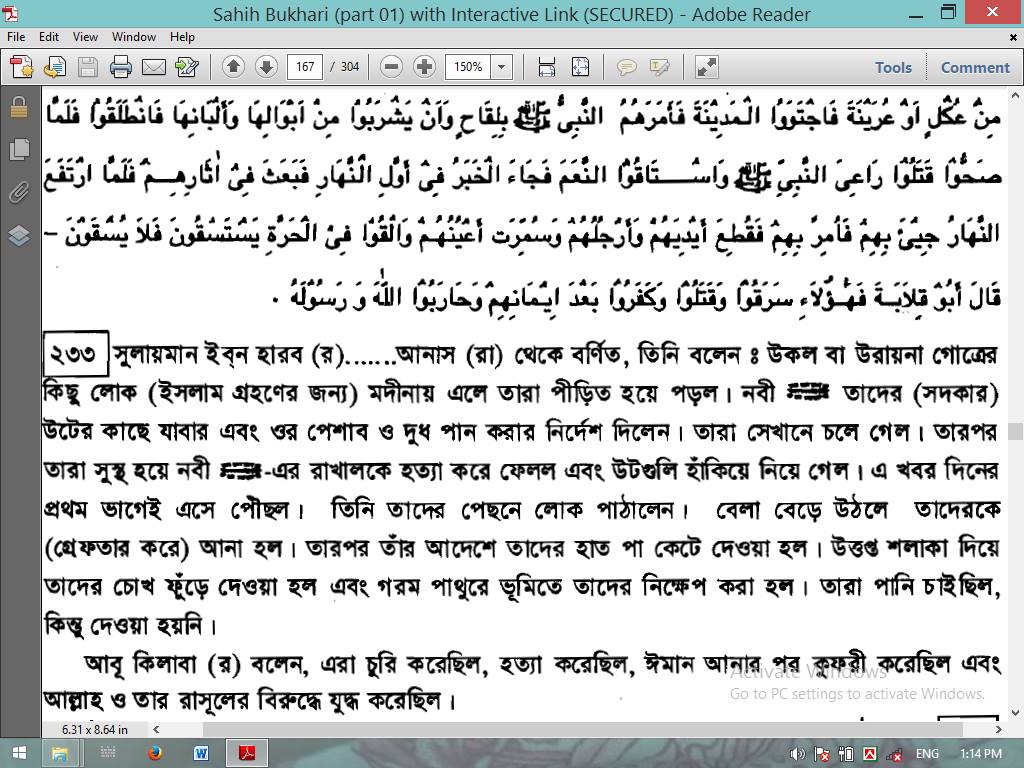 Sahih Bukhari (part 01) with Interactive Link (SECURED) - Adobe Reader
File Edit View Window Help
167 / 304 150% Tools Comment
مِنْ عُكْلٍ اَوْ عُرَيْنَةَ فَاجْتَوَوُا الْمَدِيْنَةَ فَأَمَرَهُمُ النَّبِىُّ ﷺ بِلِقَاحٍ وَاَنْ يَشْرَبُوْا مِنْ اَبْوَالِهَا وَأَلْبَانِهَا فَانْطَلَقُوْا فَلَمَّا
صَحُّوْا قَتَلُوْا رَاعِىَ النَّبِىِّ ﷺ وَاسْتَاقُوْا النَّعَمَ فَجَاءَ الْخَبَرُ فِىْ أَوَّلِ النَّهَارِ فَبَعَثَ فِىْ اٰثَارِهِمْ فَلَمَّا ارْتَفَعَ
النَّهَارُ جِيْئَ بِهِمْ فَاَمَرَ بِهِمْ فَقُطِعَ أَيْدِيَهُمْ وَأَرْجُلُهُمْ وَسُمِّرَتْ أَعْيُنُهُمْ وَاَلْقُوْا فِىْ الْحَرَّةِ يَسْتَسْقُونَ فَلاَ يُسْقَوْنَ –
قَالَ أَبُوْ قِلاَبَةَ فَهٰؤُلاَءِ سَرَقُوْا وَقَتَلُوْا وَكَفَرُوْا بَعْدَ اِيْمَانِهِمْ وَحَارَبُوْا اللّٰهَ وَ رَسُوْلَهُ .
২৩৩ সুলায়মান ইব্‌ন হারব (র).......আনাস (রা) থেকে বর্ণিত, তিনি বলেন ঃ উকল বা উরায়না গোত্রের
কিছু লোক (ইসলাম গ্রহণের জন্য) মদীনায় এলে তারা পীড়িত হয়ে পড়ল। নবী ﷺ তাদের (সদকার)
উটের কাছে যাবার এবং ওর পেশাব ও দুধ পান করার নির্দেশ দিলেন। তারা সেখানে চলে গেল। তারপর
তারা সুস্থ হয়ে নবী ﷺ-এর রাখালকে হত্যা করে ফেলল এবং উটগুলি হাঁকিয়ে নিয়ে গেল। এ খবর দিনের
প্রথম ভাগেই এসে পৌঁছল। তিনি তাদের পেছনে লোক পাঠালেন। বেলা বেড়ে উঠলে তাদেরকে
(গ্রেফতার করে) আনা হল। তারপর তাঁর আদেশে তাদের হাত পা কেটে দেওয়া হল। উত্তপ্ত শলাকা দিয়ে
তাদের চোখ ফুঁড়ে দেওয়া হল এবং গরম পাথুরে ভূমিতে তাদের নিক্ষেপ করা হল। তারা পানি চাইছিল,
কিন্তু দেওয়া হয়নি।
আবূ কিলাবা (র) বলেন, এরা চুরি করেছিল, হত্যা করেছিল, ঈমান আনার পর কুফরী করেছিল এবং
আল্লাহ ও তার রাসূলের বিরুদ্ধে যুদ্ধ করেছিল।
Activate Windows
Go to PC settings to activate Windows.
6.31 x 8.64 in
ENG 1:14 PM